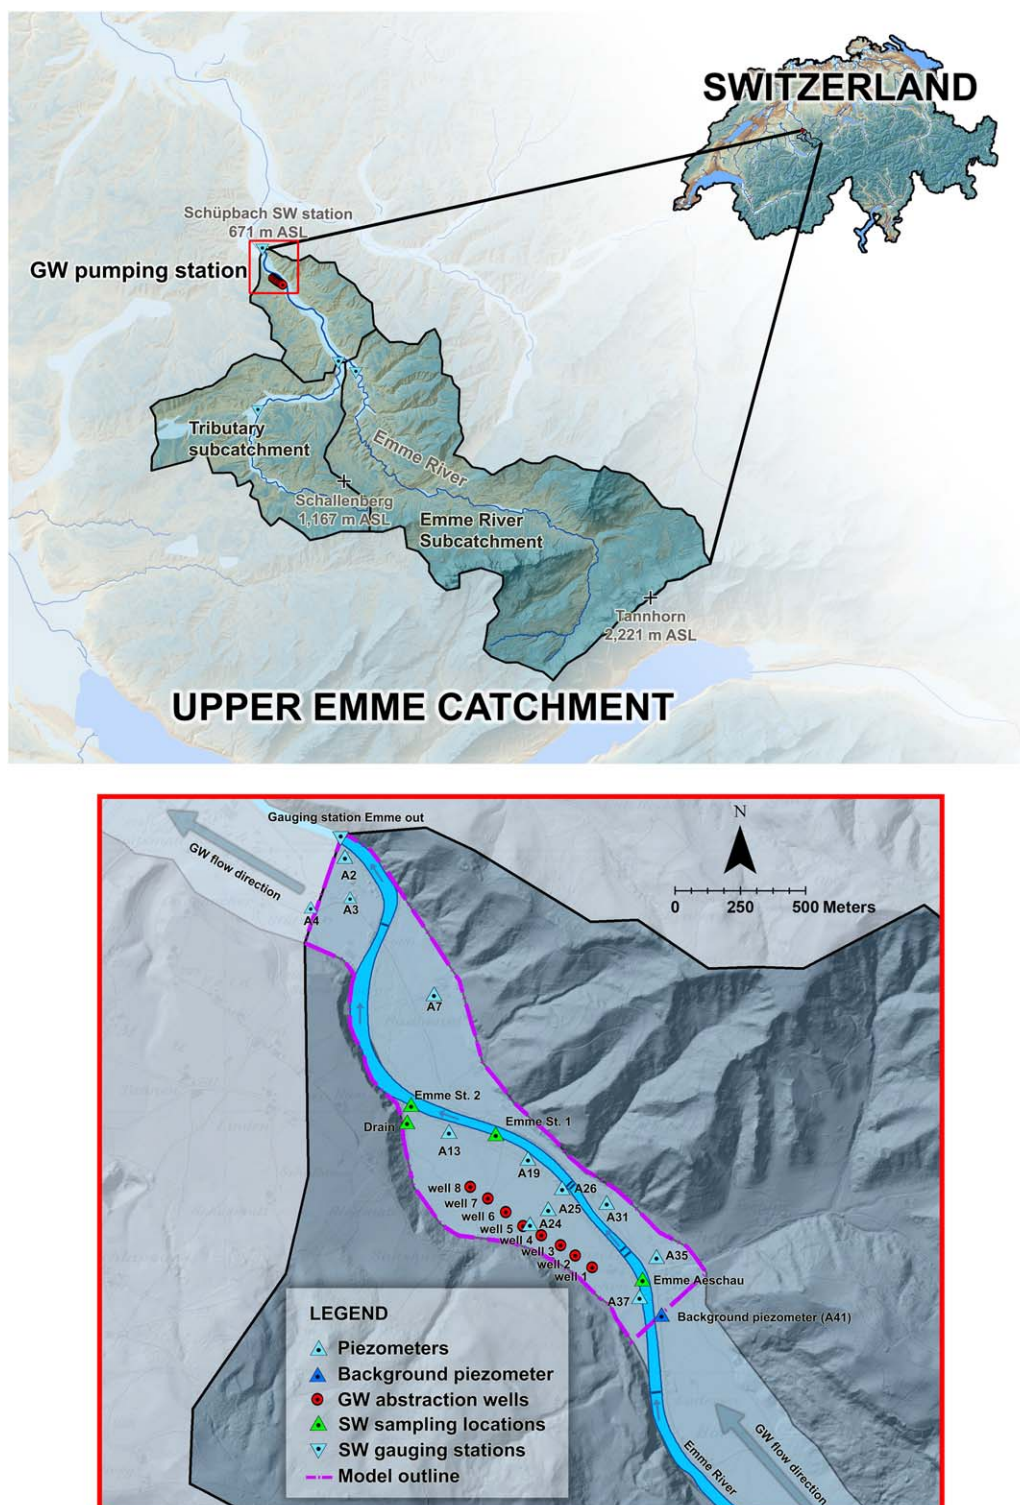 SWITZERLAND
Schüpbach SW station
671 m ASL
GW pumping station
Tributary
subcatchment
Emme River
Schallenberg
1,167 m ASL
Emme River
Subcatchment
Tannhorn
2,221 m ASL
UPPER EMME CATCHMENT
Gauging station Emme out
GW flow direction
N
0 250 500 Meters
A2
A3
A4
A7
Emme St. 2
Drain
Emme St. 1
A13
A19
well 8
A26
well 7
A25
A31
well 6
A24
well 5
well 4
well 3
A35
well 2
well 1
Emme Aeschau
A37
Background piezometer (A41)
LEGEND
Piezometers
Background piezometer
GW abstraction wells
SW sampling locations
SW gauging stations
Model outline
GW flow direction
Emme River